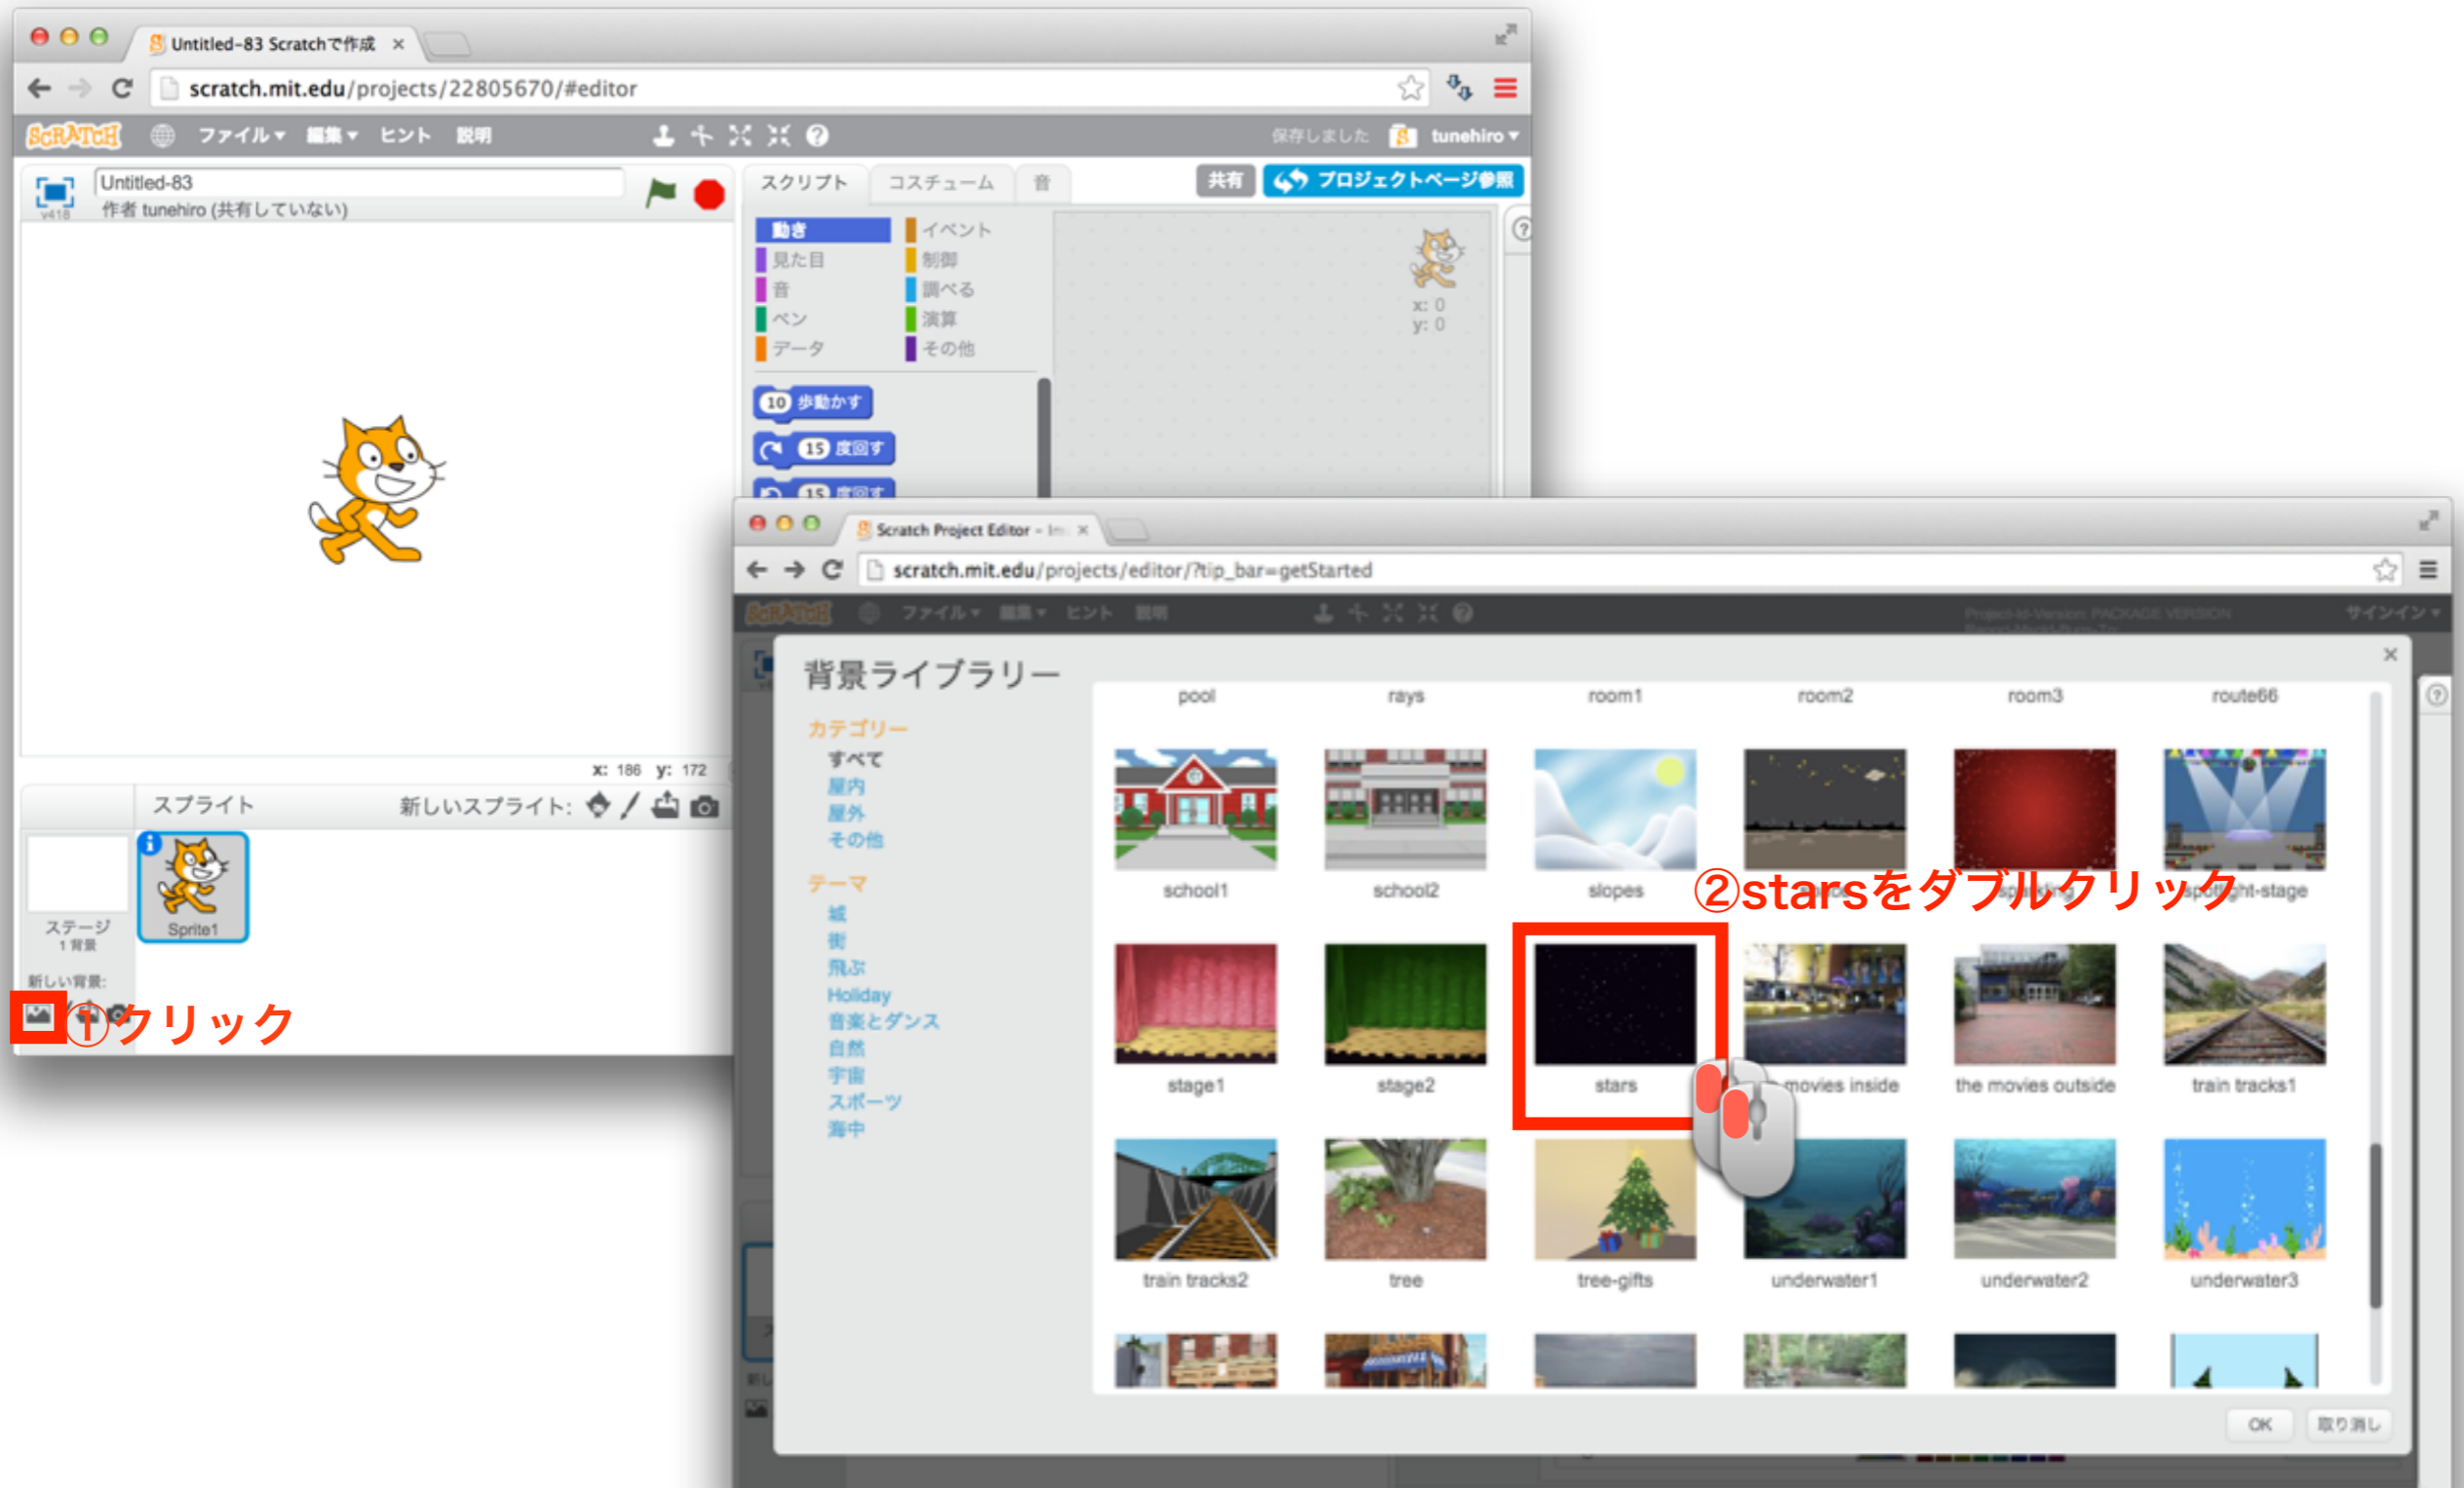 Untitled-83 Scratchで作成
scratch.mit.edu/projects/22805670/#editor
SCRATCH ファイル 編集 ヒント 説明 保存しました tunehiro
Untitled-83
v418 作者 tunehiro (共有していない)
スクリプト コスチューム 音 共有 プロジェクトページ参照
動き イベント
見た目 制御
音 調べる
ペン 演算
データ その他
x: 0
y: 0
10 歩動かす
15 度回す
15 度回す
x: 186 y: 172
スプライト 新しいスプライト:
Sprite1
ステージ
1 背景
新しい背景:
①クリック
Scratch Project Editor -
scratch.mit.edu/projects/editor/?tip_bar=getStarted
SCRATCH ファイル 編集 ヒント 説明 Project-Id-Version: PACKAGE VERSION サインイン
背景ライブラリー
カテゴリー
すべて
屋内
屋外
その他
テーマ
城
街
飛ぶ
Holiday
音楽とダンス
自然
宇宙
スポーツ
海中
pool rays room1 room2 room3 route66
school1 school2 slopes sparkling spotlight-stage
②starsをダブルクリック
stage1 stage2 stars movies inside the movies outside train tracks1
train tracks2 tree tree-gifts underwater1 underwater2 underwater3
OK 取り消し